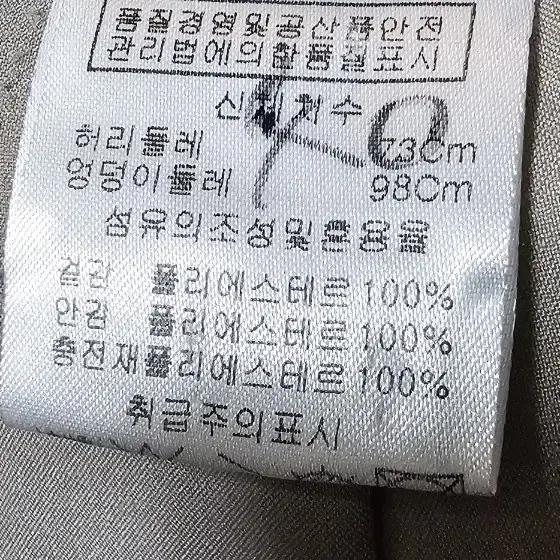 품질경영및공산품안전
관리법에의한품질표시
신체치수
허리둘레 73Cm
엉덩이둘레 98Cm
섬유의조성및혼용율
겉감 폴리에스테르100%
안감 폴리에스테르100%
충전재폴리에스테르100%
취급주의표시